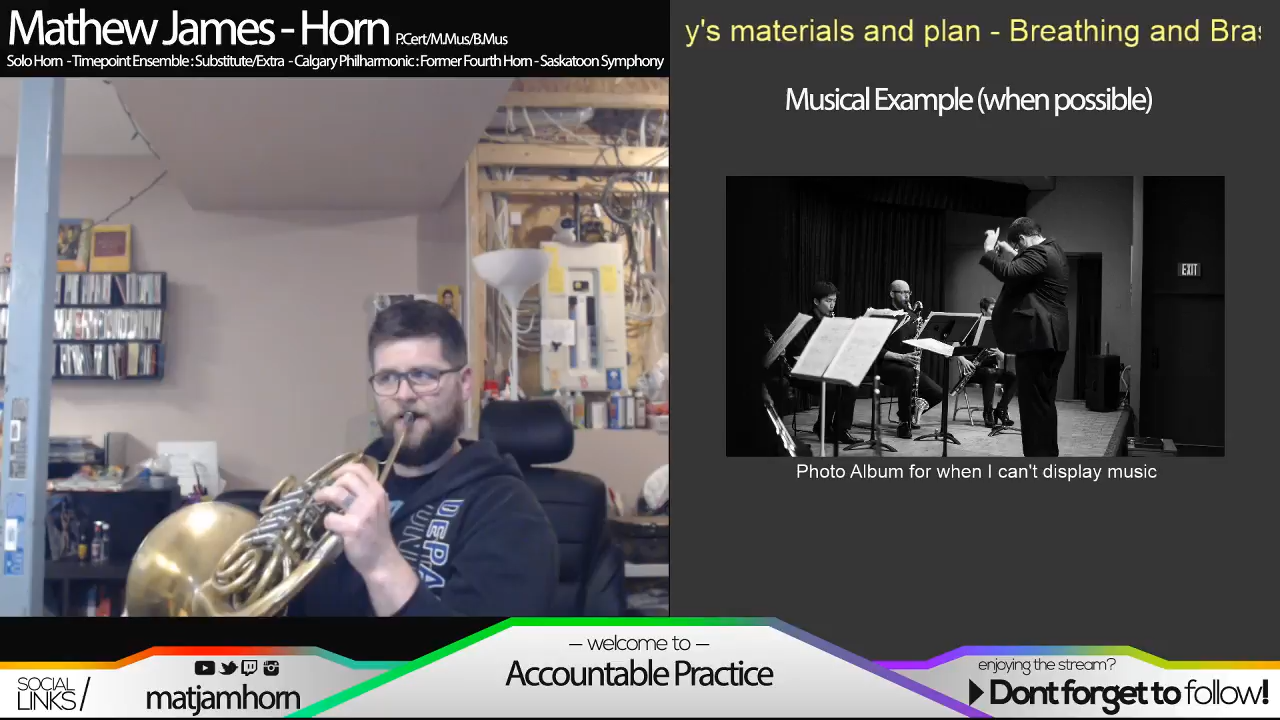 Mathew James - Horn P.Cert/M.Mus/B.Mus
Solo Horn - Timepoint Ensemble : Substitute/Extra - Calgary Philharmonic : Former Fourth Horn - Saskatoon Symphony
y's materials and plan - Breathing and Bras
Musical Example (when possible)
EXIT
Photo Album for when I can't display music
UEPA
— welcome to —
Accountable Practice
SOCIAL
LINKS /
matjamhorn
enjoying the stream?
Dont forget to follow!